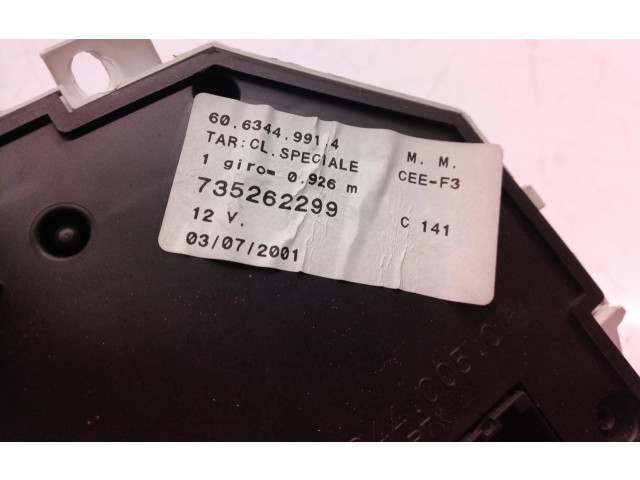 60.6344.991.4
TAR:CL.SPECIALE
M. M.
1 giro= 0.926 m
CEE-F3
735262299
12 V.
C 141
03/07/2001